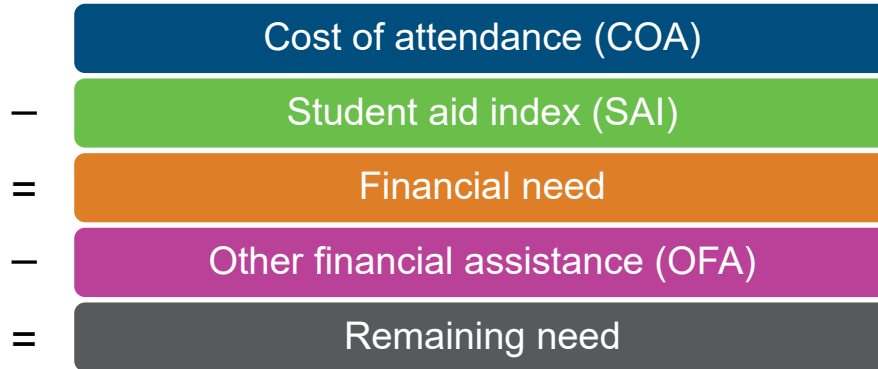 Cost of attendance (COA)
– Student aid index (SAI)
= Financial need
– Other financial assistance (OFA)
= Remaining need